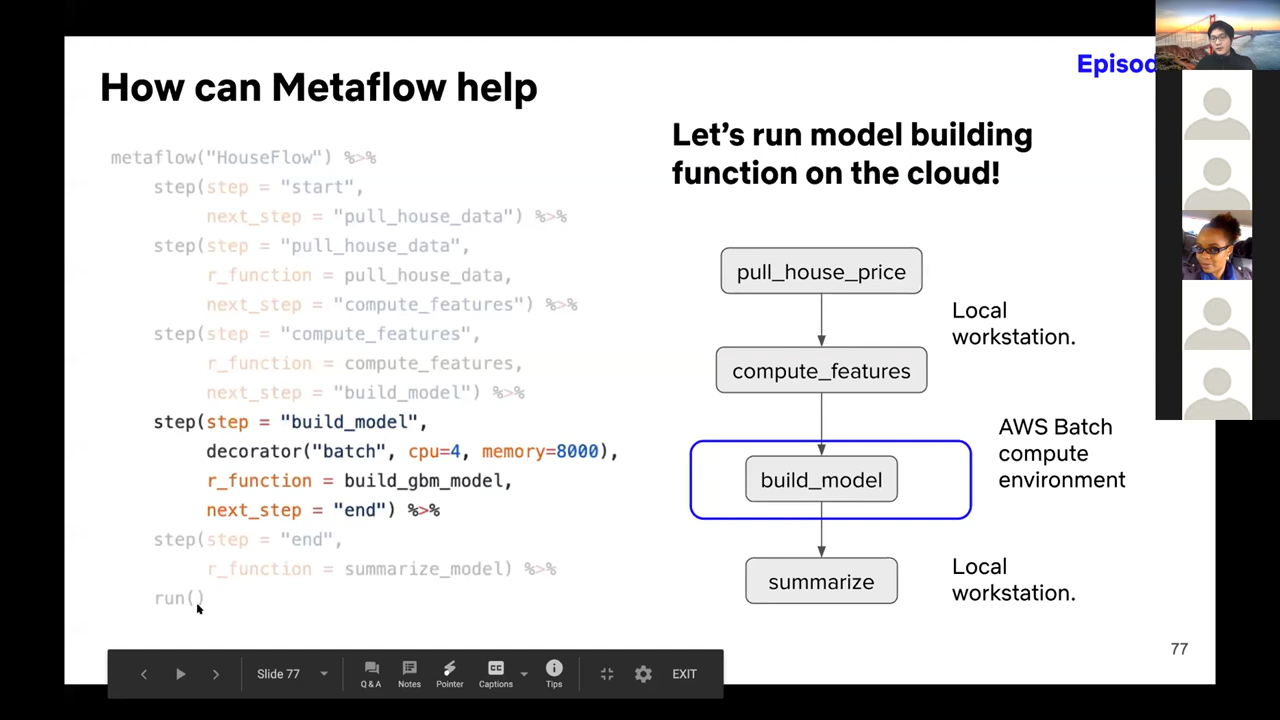 How can Metaflow help
Episod
metaflow("HouseFlow") %>%
step(step = "start",
next_step = "pull_house_data") %>%
step(step = "pull_house_data",
r_function = pull_house_data,
next_step = "compute_features") %>%
step(step = "compute_features",
r_function = compute_features,
next_step = "build_model") %>%
step(step = "build_model",
decorator("batch", cpu=4, memory=8000),
r_function = build_gbm_model,
next_step = "end") %>%
step(step = "end",
r_function = summarize_model) %>%
run()
Let's run model building
function on the cloud!
pull_house_price
Local
workstation.
compute_features
AWS Batch
compute
environment
build_model
summarize
Local
workstation.
77
Slide 77
Q & A
Notes
Pointer
CC
Captions
Tips
EXIT